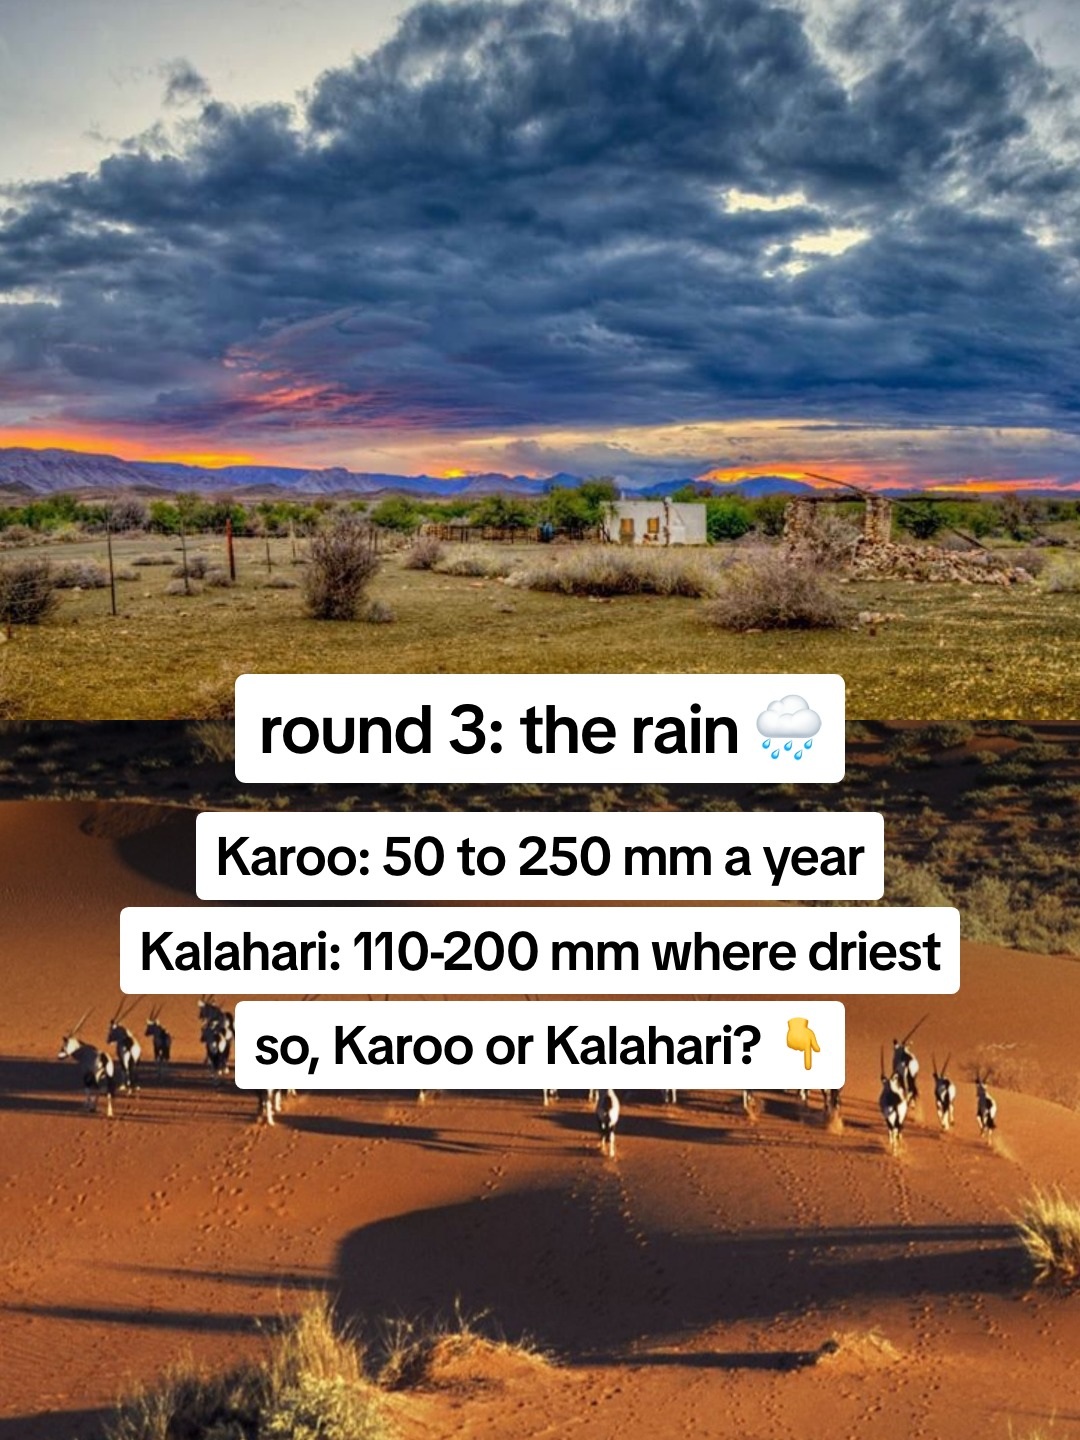 round 3: the rain 🌧️
Karoo: 50 to 250 mm a year
Kalahari: 110-200 mm where driest
so, Karoo or Kalahari? 👇